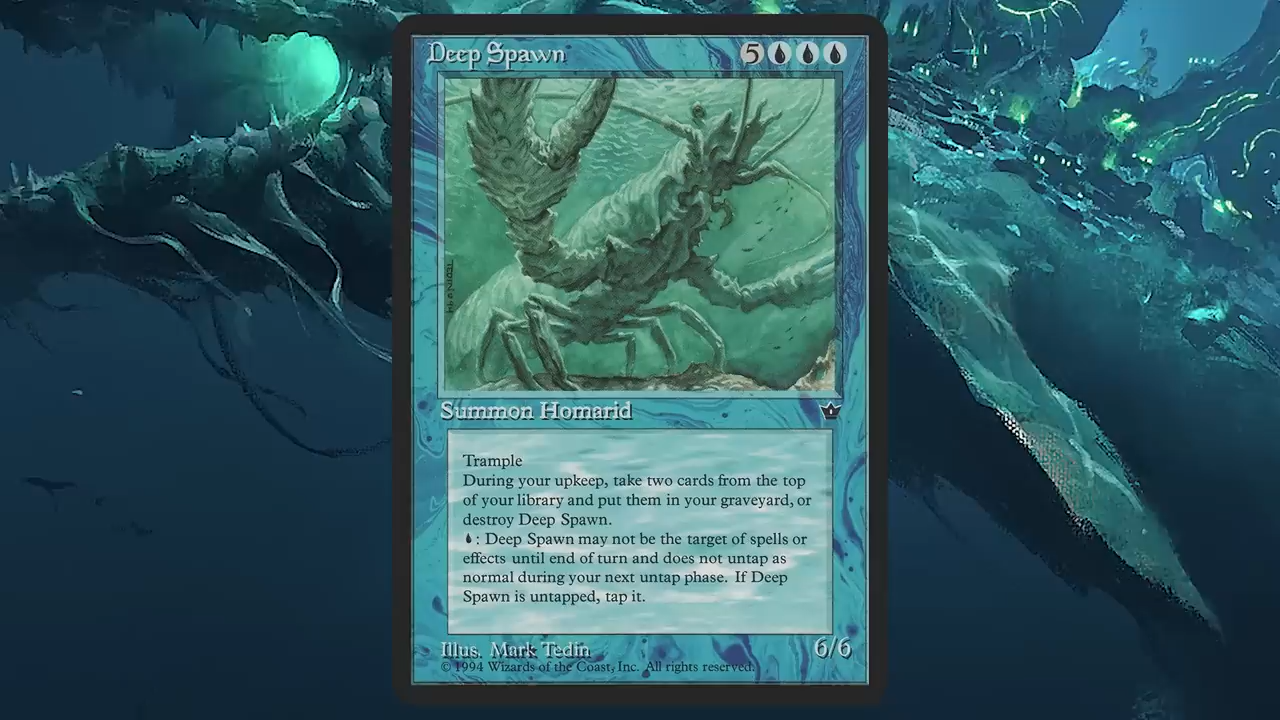 Deep Spawn 5
TEDIN 94
Summon Homarid
Trample
During your upkeep, take two cards from the top
of your library and put them in your graveyard, or
destroy Deep Spawn.
: Deep Spawn may not be the target of spells or
effects until end of turn and does not untap as
normal during your next untap phase. If Deep
Spawn is untapped, tap it.
Illus. Mark Tedin 6/6
© 1994 Wizards of the Coast, Inc. All rights reserved.